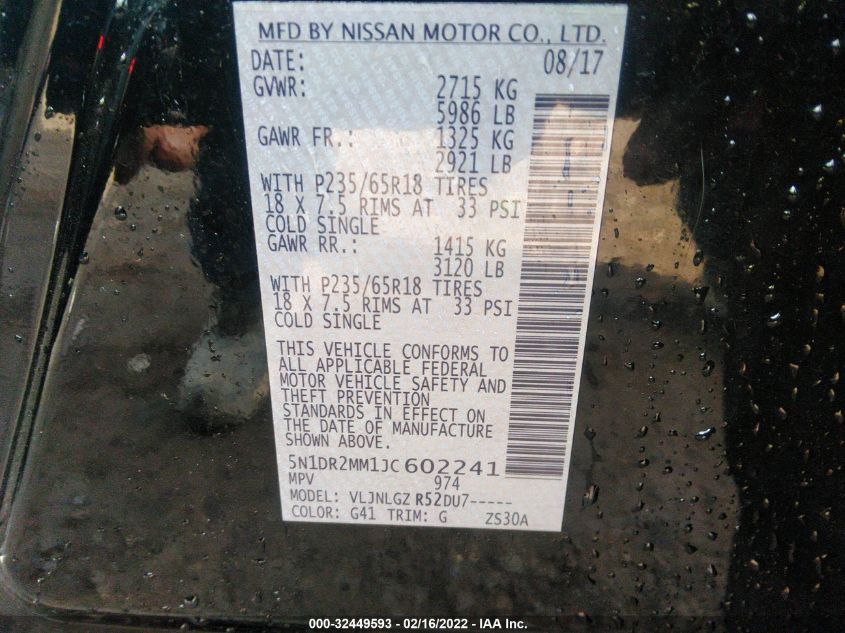 MFD BY NISSAN MOTOR CO., LTD.
DATE: 08/17
GVWR: 2715 KG
5986 LB
GAWR FR.: 1325 KG
2921 LB
WITH P235/65R18 TIRES
18 X 7.5 RIMS AT 33 PSI
COLD SINGLE
GAWR RR.: 1415 KG
3120 LB
WITH P235/65R18 TIRES
18 X 7.5 RIMS AT 33 PSI
COLD SINGLE
THIS VEHICLE CONFORMS TO
ALL APPLICABLE FEDERAL
MOTOR VEHICLE SAFETY AND
THEFT PREVENTION
STANDARDS IN EFFECT ON
THE DATE OF MANUFACTURE
SHOWN ABOVE.
5N1DR2MM1JC602241
MPV 974
MODEL: VLJNLGZ R52DU7-----
COLOR: G41 TRIM: G ZS30A
000-32449593 - 02/16/2022 - IAA Inc.